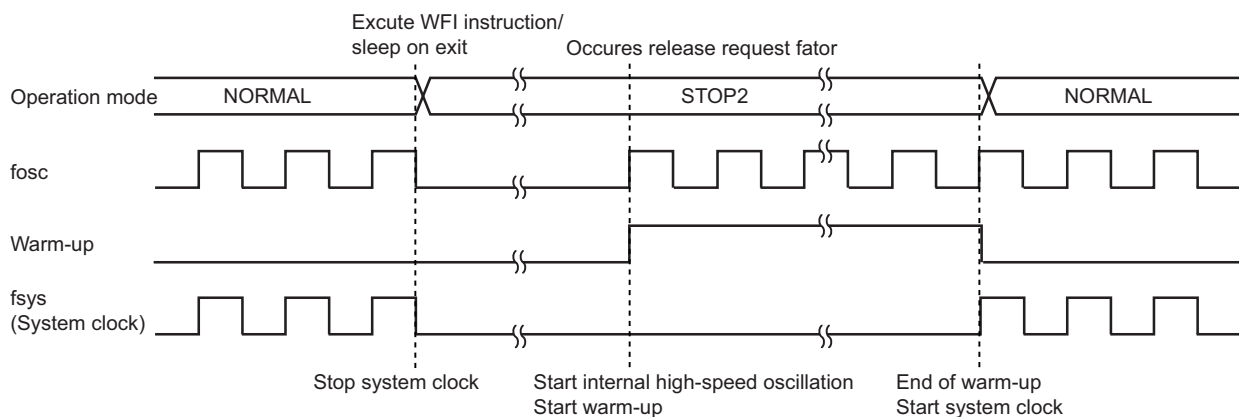 Excute WFI instruction/
sleep on exit
Occures release request fator
Operation mode
NORMAL
STOP2
NORMAL
fosc
Warm-up
fsys
(System clock)
Stop system clock
Start internal high-speed oscillation
Start warm-up
End of warm-up
Start system clock